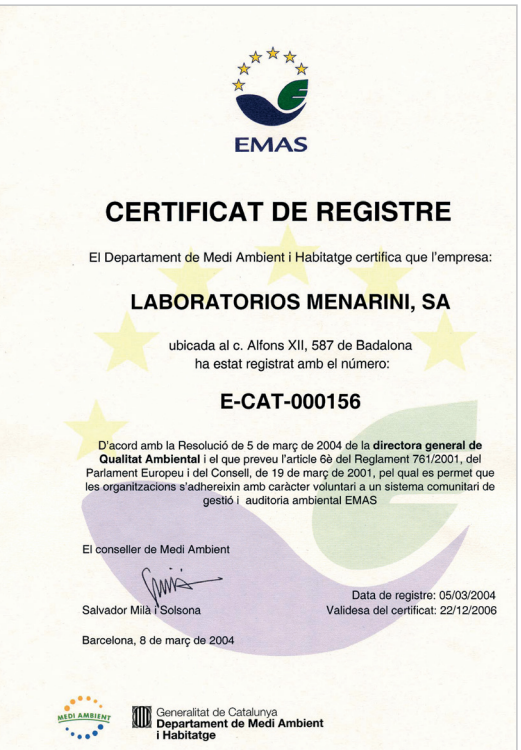 EMAS
CERTIFICAT DE REGISTRE
El Departament de Medi Ambient i Habitatge certifica que l'empresa:
LABORATORIOS MENARINI, SA
ubicada al c. Alfons XII, 587 de Badalona
ha estat registrat amb el número:
E-CAT-000156
D'acord amb la Resolució de 5 de març de 2004 de la directora general de
Qualitat Ambiental i el que preveu l'article 6è del Reglament 761/2001, del
Parlament Europeu i del Consell, de 19 de març de 2001, pel qual es permet que
les organitzacions s'adhereixin amb caràcter voluntari a un sistema comunitari de
gestió i auditoria ambiental EMAS
El conseller de Medi Ambient
Salvador Milà i Solsona
Data de registre: 05/03/2004
Validesa del certificat: 22/12/2006
Barcelona, 8 de març de 2004
MEDI AMBIENT
Generalitat de Catalunya
Departament de Medi Ambient
i Habitatge